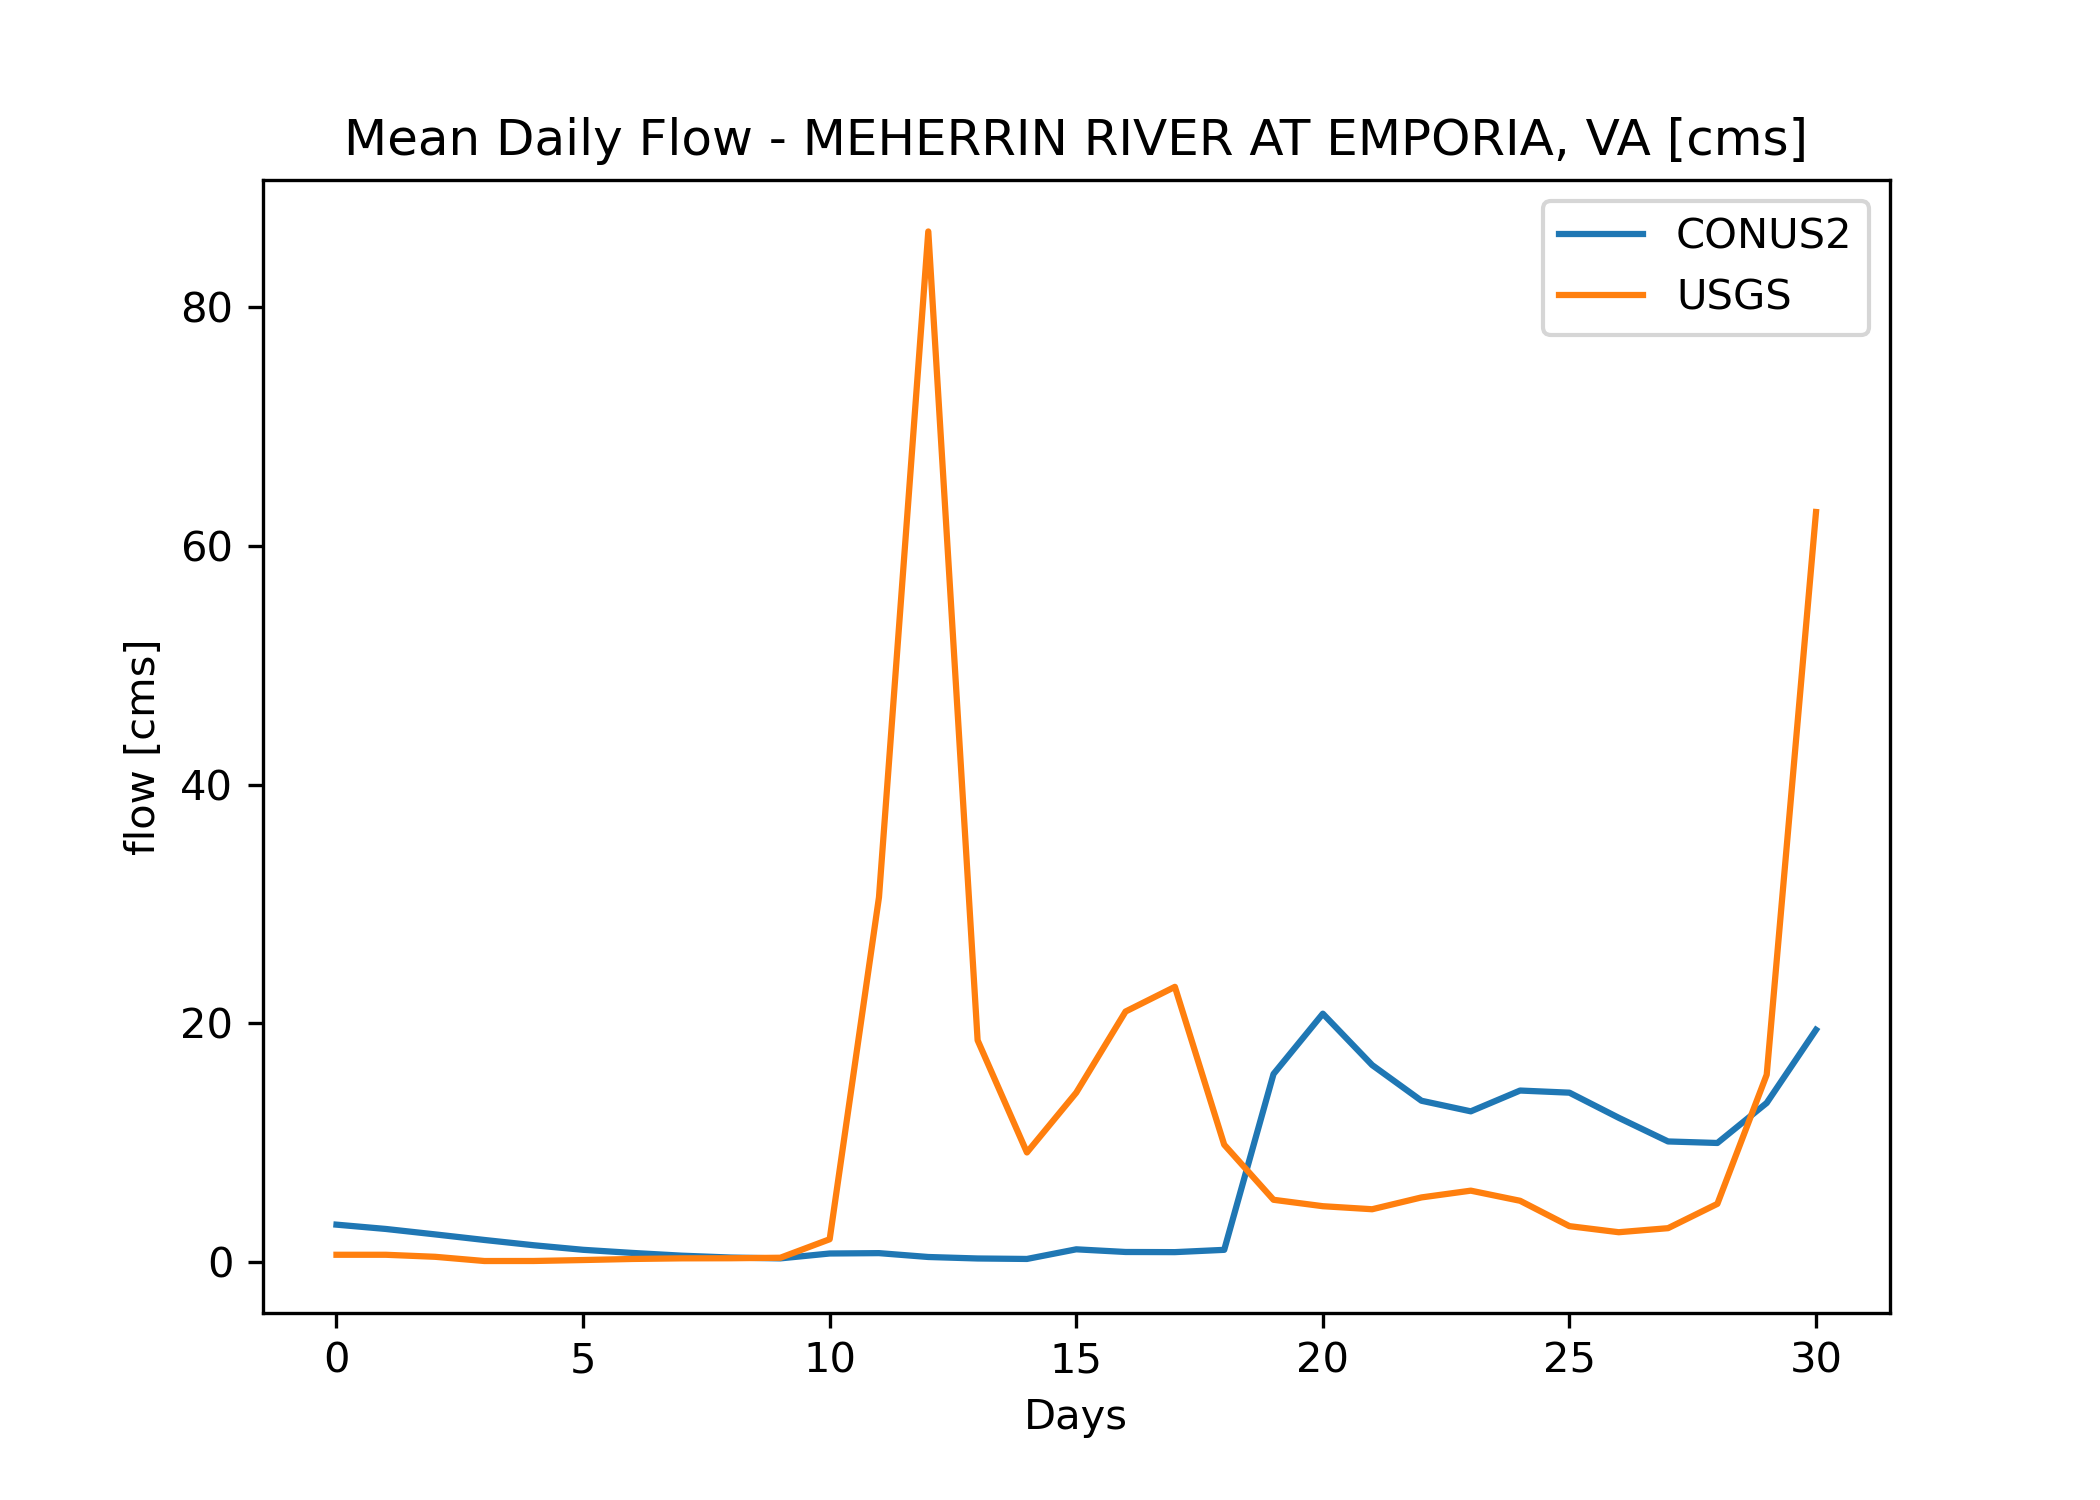 Mean Daily Flow - MEHERRIN RIVER AT EMPORIA, VA [cms]
CONUS2
USGS
80
60
40
20
0
flow [cms]
0 5 10 15 20 25 30
Days